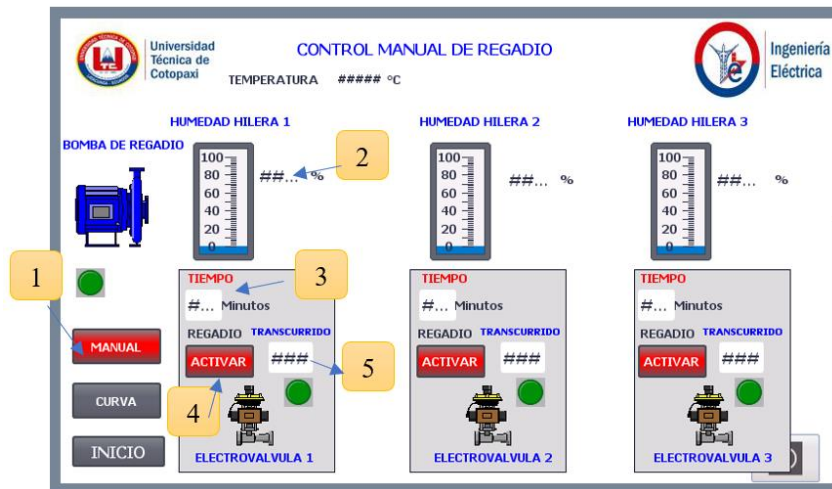 Universidad
Técnica de
Cotopaxi
CONTROL MANUAL DE REGADIO
TEMPERATURA ##### °C
Ingeniería
Eléctrica
HUMEDAD HILERA 1
HUMEDAD HILERA 2
HUMEDAD HILERA 3
BOMBA DE REGADIO
100
80
60
40
20
0
##... %
2
100
80
60
40
20
0
##... %
100
80
60
40
20
0
##... %
1
TIEMPO
3
#... Minutos
REGADIO TRANSCURRIDO
ACTIVAR ###
5
4
ELECTROVALVULA 1
TIEMPO
#... Minutos
REGADIO TRANSCURRIDO
ACTIVAR ###
ELECTROVALVULA 2
TIEMPO
#... Minutos
REGADIO TRANSCURRIDO
ACTIVAR ###
ELECTROVALVULA 3
MANUAL
CURVA
INICIO